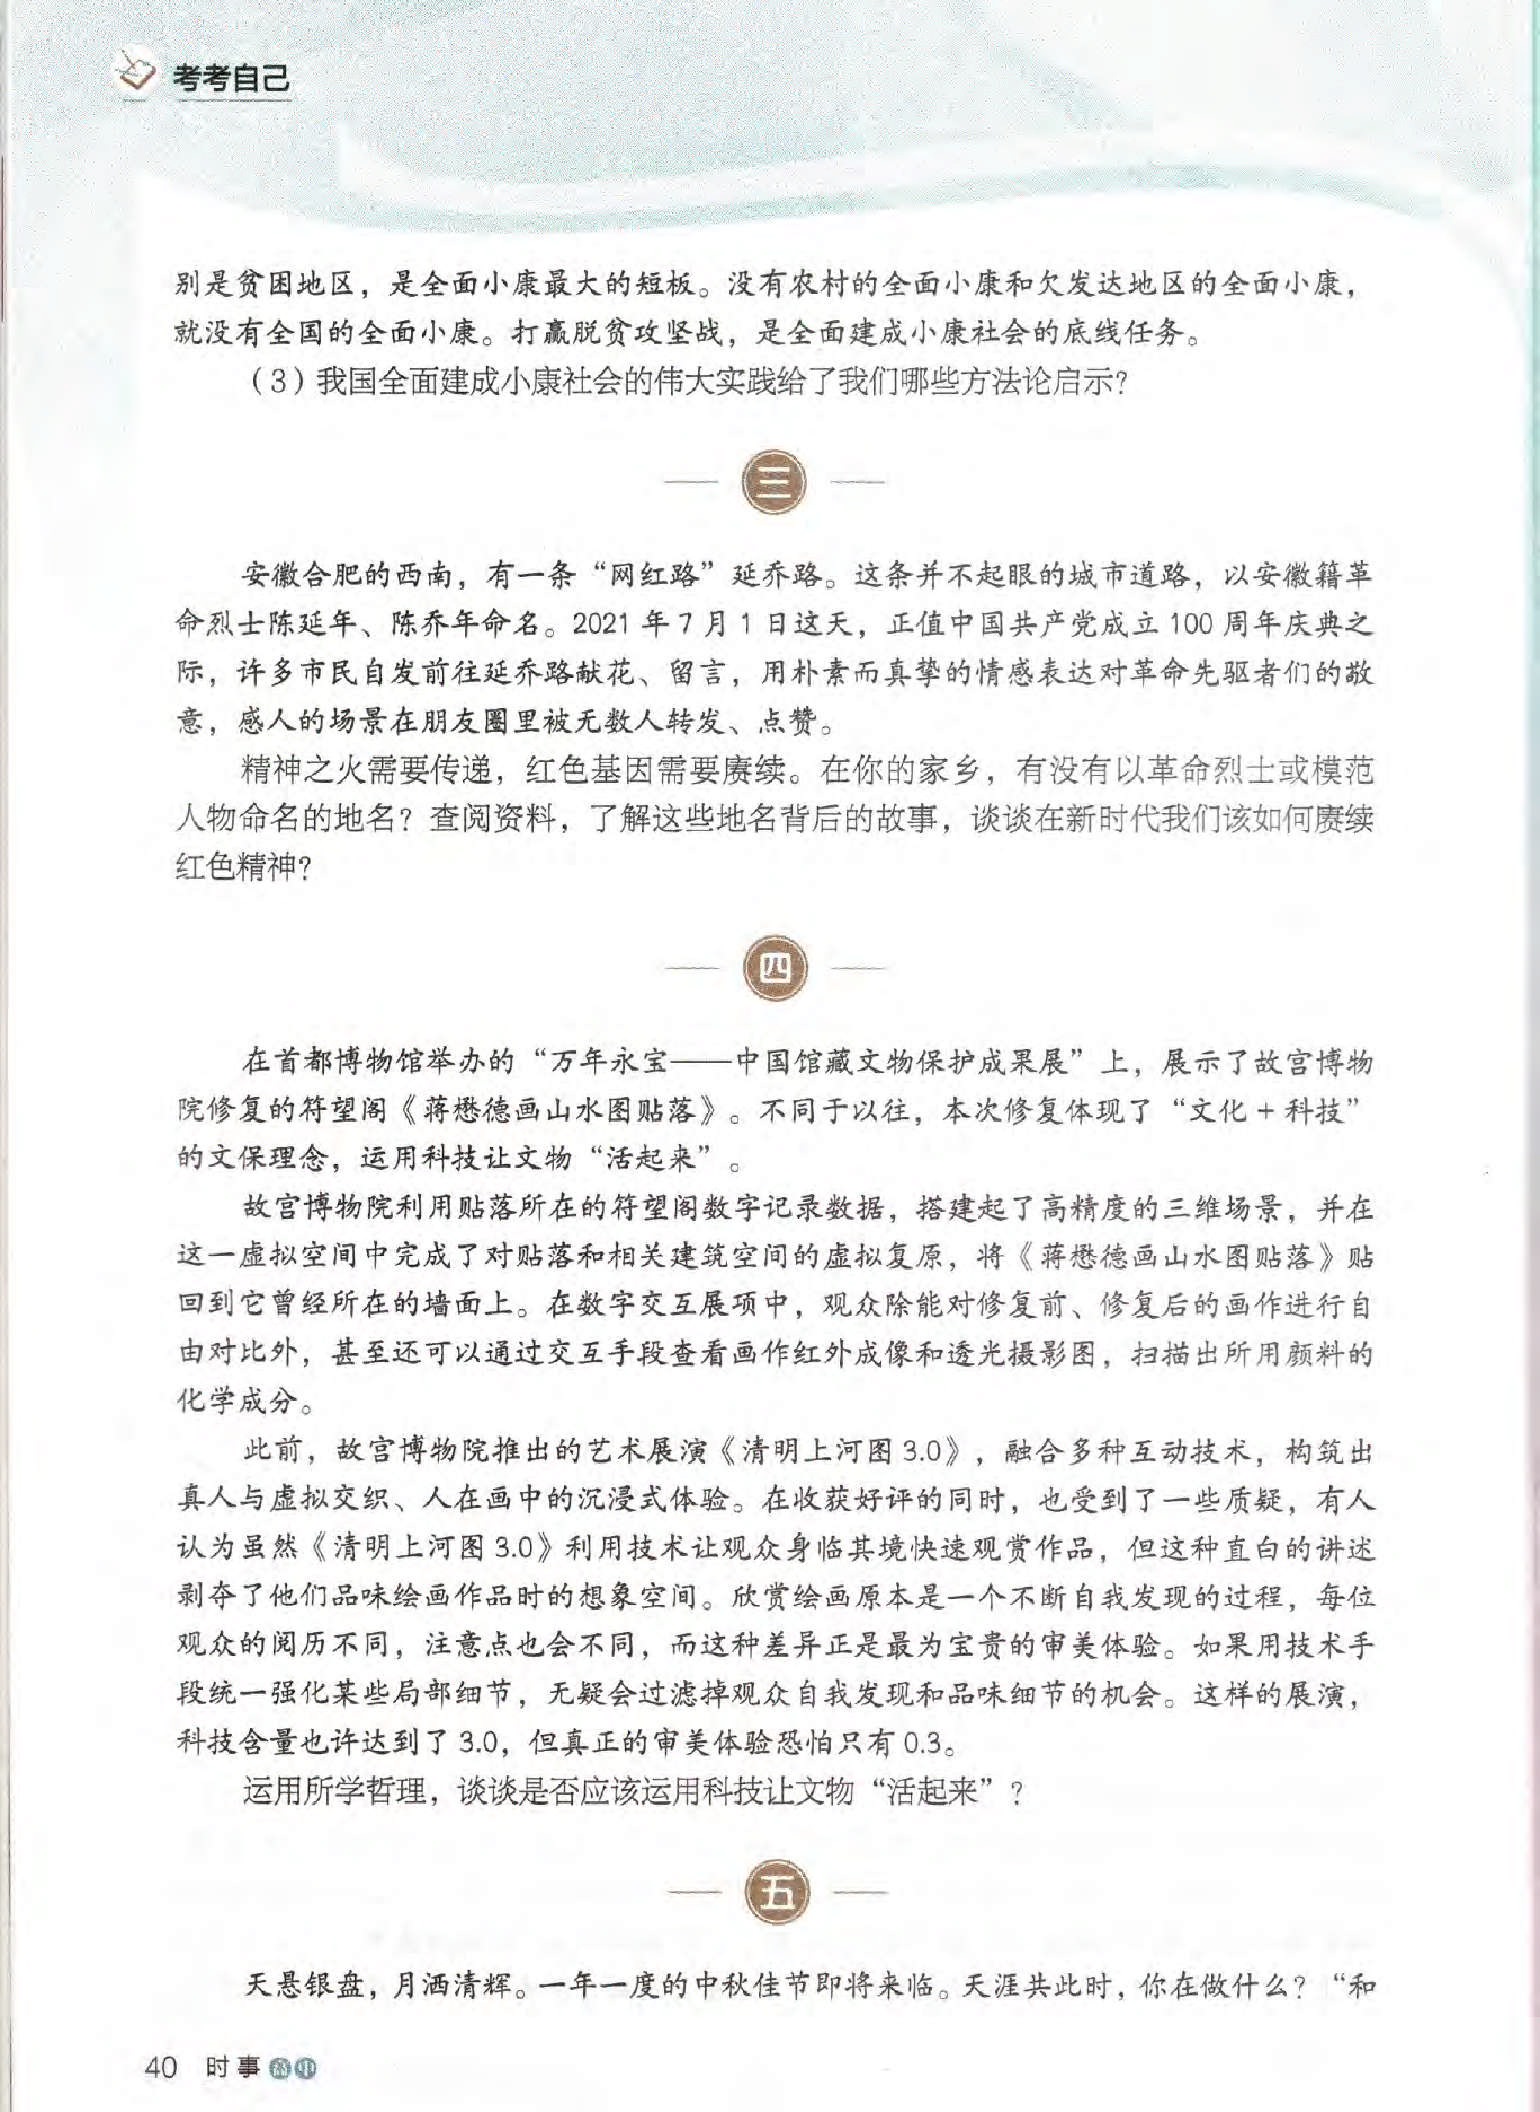 考考自己
别是贫困地区，是全面小康最大的短板。没有农村的全面小康和欠发达地区的全面小康，
就没有全国的全面小康。打赢脱贫攻坚战，是全面建成小康社会的底线任务。
（3）我国全面建成小康社会的伟大实践给了我们哪些方法论启示？
三
安徽合肥的西南，有一条“网红路”延乔路。这条并不起眼的城市道路，以安徽籍革
命烈士陈延年、陈乔年命名。2021 年 7 月 1 日这天，正值中国共产党成立 100 周年庆典之
际，许多市民自发前往延乔路献花、留言，用朴素而真挚的情感表达对革命先驱者们的敬
意，感人的场景在朋友圈里被无数人转发、点赞。
精神之火需要传递，红色基因需要赓续。在你的家乡，有没有以革命烈士或模范
人物命名的地名？查阅资料，了解这些地名背后的故事，谈谈在新时代我们该如何赓续
红色精神？
四
在首都博物馆举办的“万年永宝——中国馆藏文物保护成果展”上，展示了故宫博物
院修复的符望阁《蒋懋德画山水图贴落》。不同于以往，本次修复体现了“文化 + 科技”
的文保理念，运用科技让文物“活起来”。
故宫博物院利用贴落所在的符望阁数字记录数据，搭建起了高精度的三维场景，并在
这一虚拟空间中完成了对贴落和相关建筑空间的虚拟复原，将《蒋懋德画山水图贴落》贴
回到它曾经所在的墙面上。在数字交互展项中，观众除能对修复前、修复后的画作进行自
由对比外，甚至还可以通过交互手段查看画作红外成像和透光摄影图，扫描出所用颜料的
化学成分。
此前，故宫博物院推出的艺术展演《清明上河图 3.0》，融合多种互动技术，构筑出
真人与虚拟交织、人在画中的沉浸式体验。在收获好评的同时，也受到了一些质疑，有人
认为虽然《清明上河图 3.0》利用技术让观众身临其境快速观赏作品，但这种直白的讲述
剥夺了他们品味绘画作品时的想象空间。欣赏绘画原本是一个不断自我发现的过程，每位
观众的阅历不同，注意点也会不同，而这种差异正是最为宝贵的审美体验。如果用技术手
段统一强化某些局部细节，无疑会过滤掉观众自我发现和品味细节的机会。这样的展演，
科技含量也许达到了 3.0，但真正的审美体验恐怕只有 0.3。
运用所学哲理，谈谈是否应该运用科技让文物“活起来”？
五
天悬银盘，月洒清辉。一年一度的中秋佳节即将来临。天涯共此时，你在做什么？“和
40 时事高中